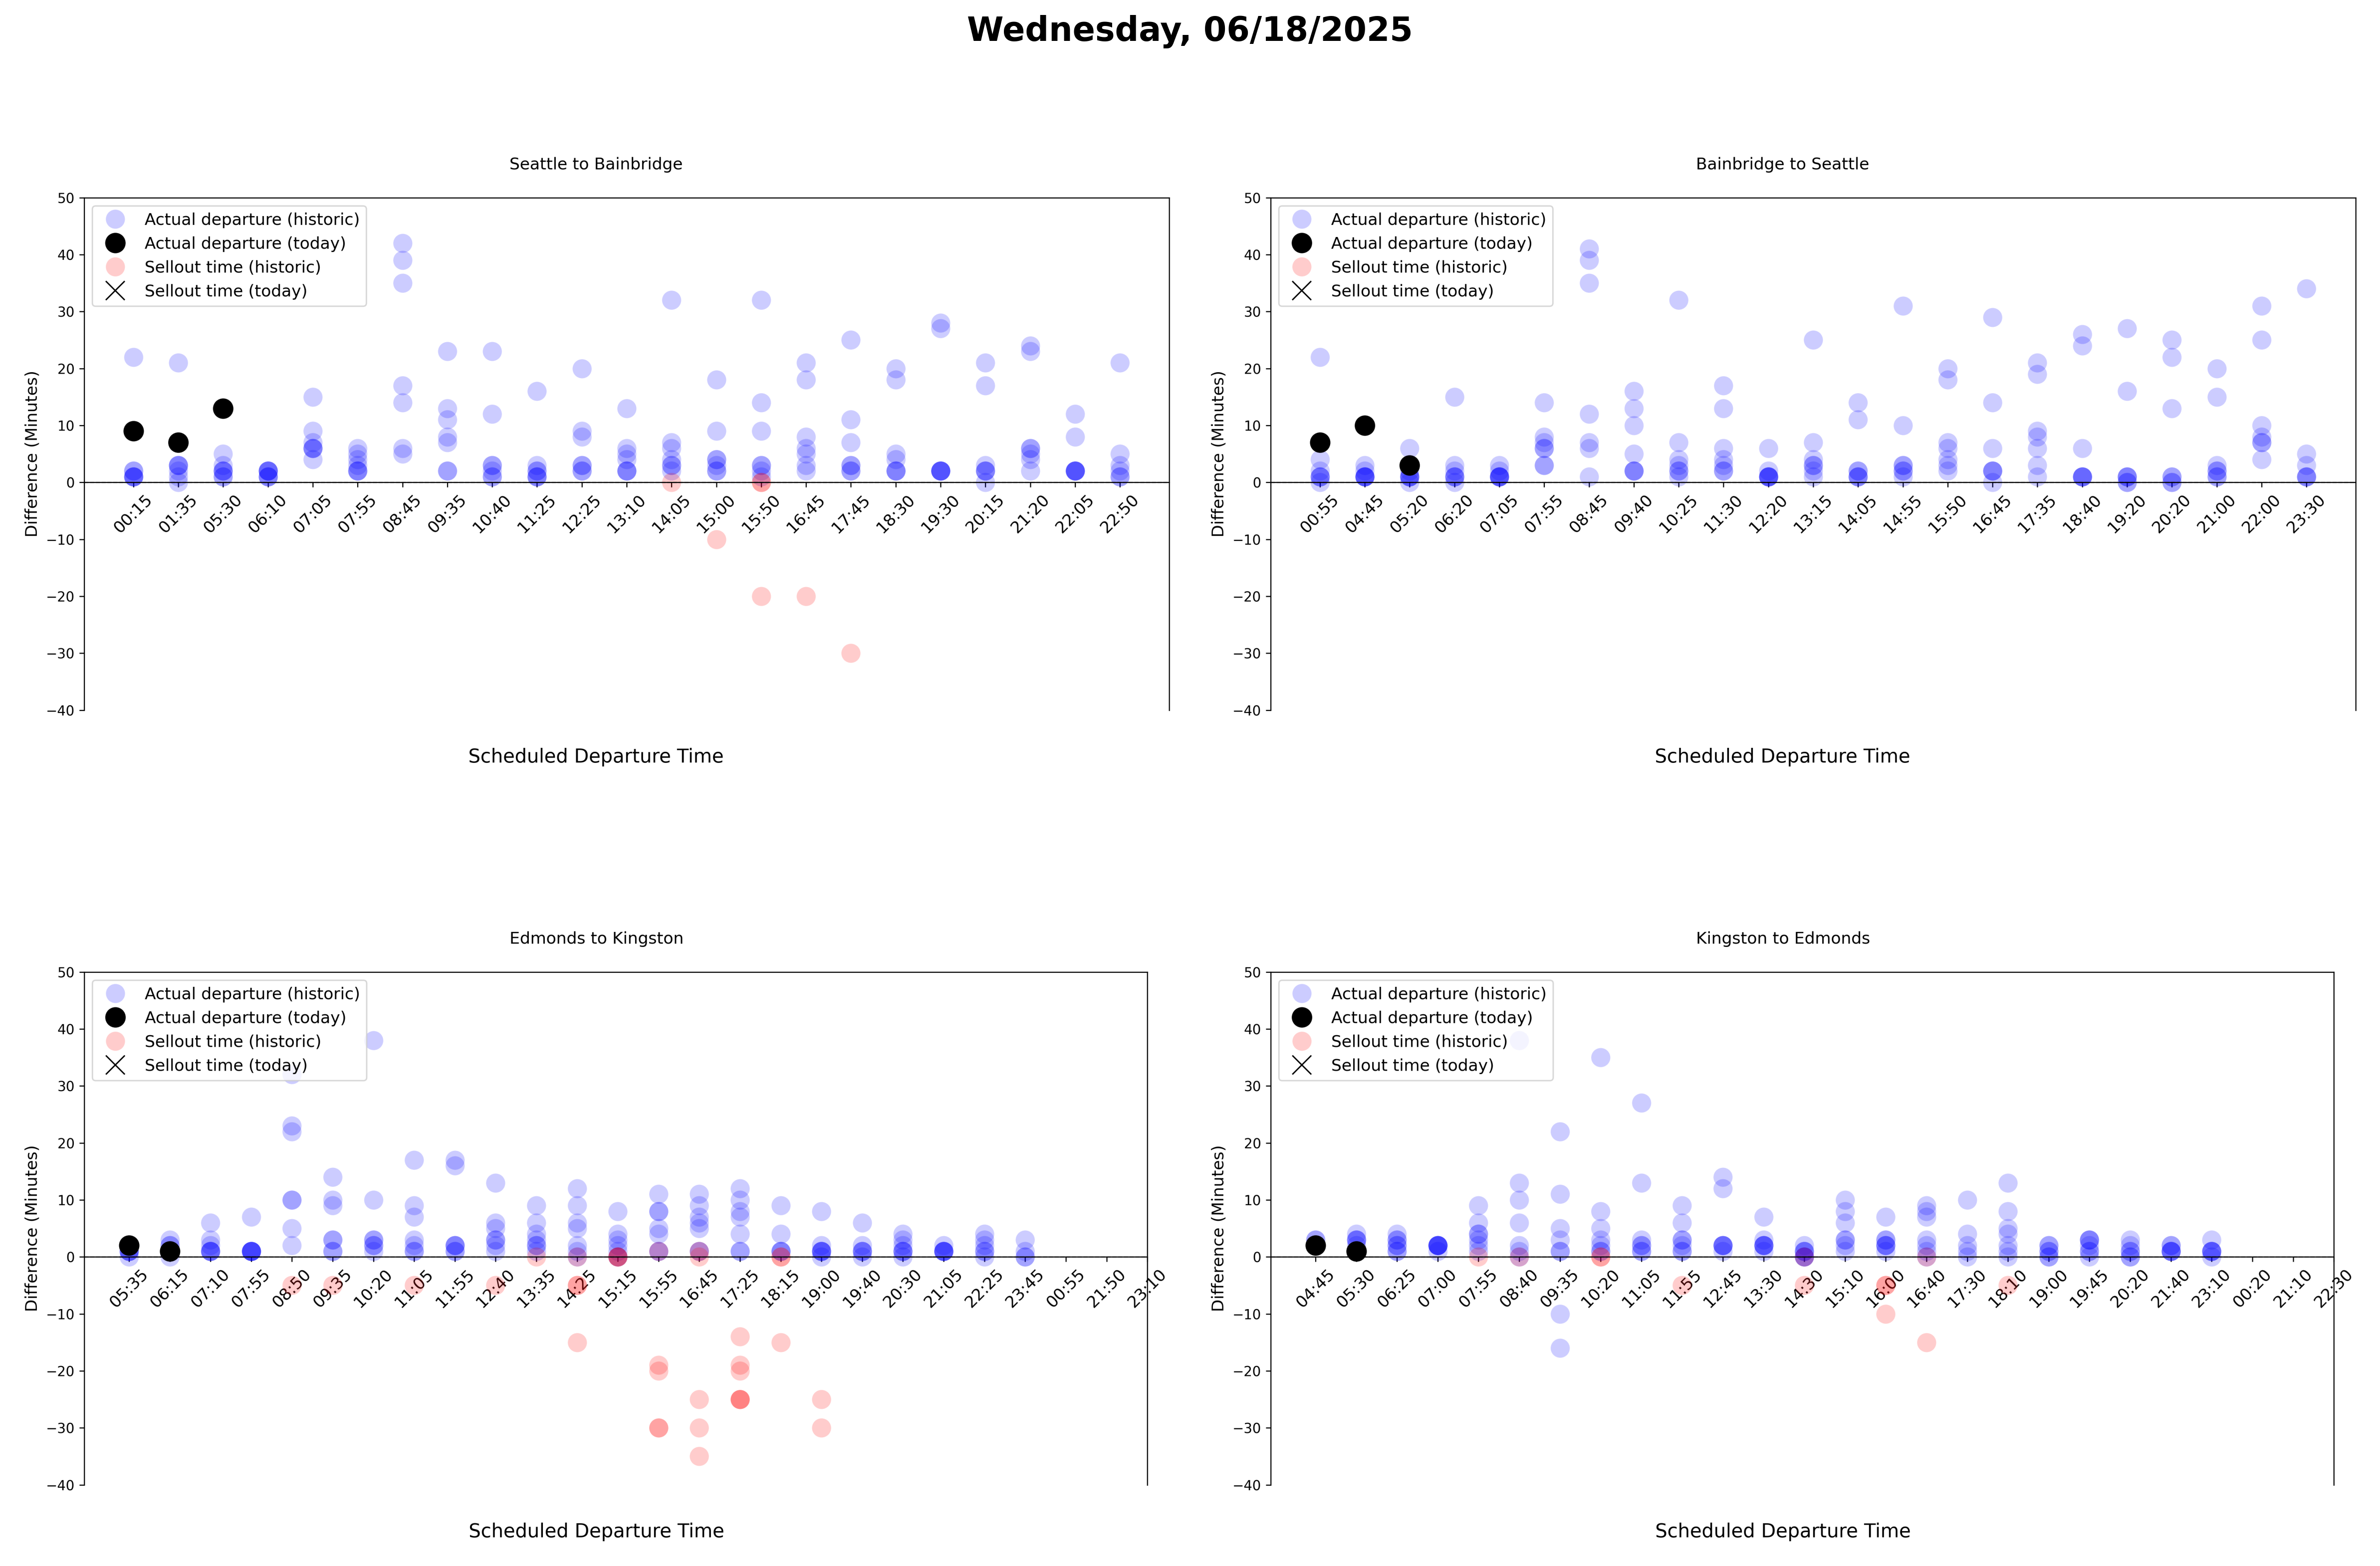 Wednesday, 06/18/2025
Seattle to Bainbridge
50
40
30
20
10
0
−10
−20
−30
−40
Difference (Minutes)
Actual departure (historic)
Actual departure (today)
Sellout time (historic)
Sellout time (today)
00:15 01:35 05:30 06:10 07:05 07:55 08:45 09:35 10:40 11:25 12:25 13:10 14:05 15:00 15:50 16:45 17:45 18:30 19:30 20:15 21:20 22:05 22:50
Scheduled Departure Time
Bainbridge to Seattle
50
40
30
20
10
0
−10
−20
−30
−40
Difference (Minutes)
Actual departure (historic)
Actual departure (today)
Sellout time (historic)
Sellout time (today)
00:55 04:45 05:20 06:20 07:05 07:55 08:45 09:40 10:25 11:30 12:20 13:15 14:05 14:55 15:50 16:45 17:35 18:40 19:20 20:20 21:00 22:00 23:30
Scheduled Departure Time
Edmonds to Kingston
50
40
30
20
10
0
−10
−20
−30
−40
Difference (Minutes)
Actual departure (historic)
Actual departure (today)
Sellout time (historic)
Sellout time (today)
05:35 06:15 07:10 07:55 08:50 09:35 10:20 11:05 11:55 12:40 13:35 14:25 15:15 15:55 16:45 17:25 18:15 19:00 19:40 20:30 21:05 22:25 23:45 00:55 21:50 23:10
Scheduled Departure Time
Kingston to Edmonds
50
40
30
20
10
0
−10
−20
−30
−40
Difference (Minutes)
Actual departure (historic)
Actual departure (today)
Sellout time (historic)
Sellout time (today)
04:45 05:30 06:25 07:00 07:55 08:40 09:35 10:20 11:05 11:55 12:45 13:30 14:30 15:10 16:00 16:40 17:30 18:10 19:00 19:45 20:20 21:40 23:10 00:20 21:10 22:30
Scheduled Departure Time